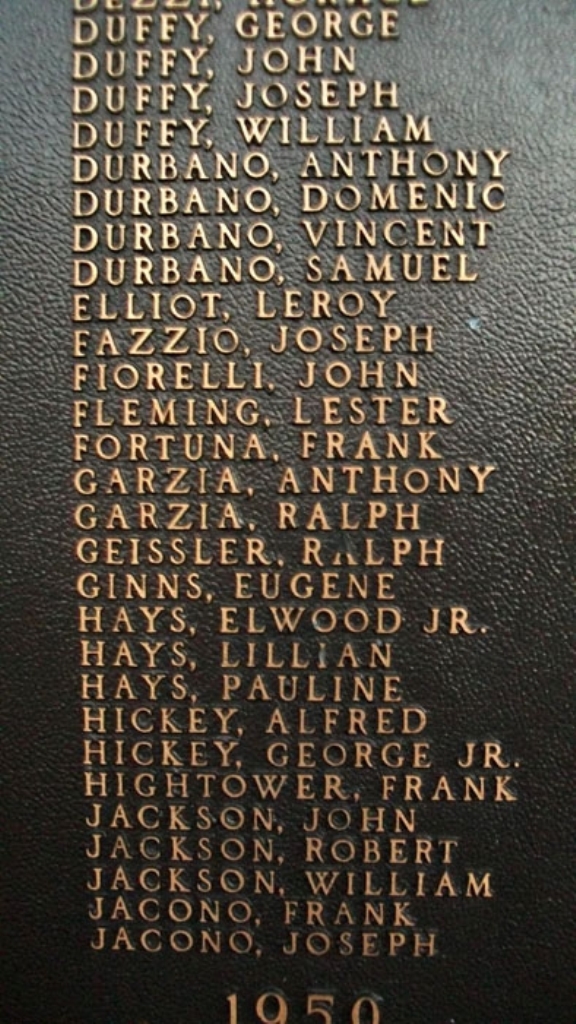 DUFFY, GEORGE
DUFFY, JOHN
DUFFY, JOSEPH
DUFFY, WILLIAM
DURBANO, ANTHONY
DURBANO, DOMENIC
DURBANO, VINCENT
DURBANO, SAMUEL
ELLIOT, LEROY
FAZZIO, JOSEPH
FIORELLI, JOHN
FLEMING, LESTER
FORTUNA, FRANK
GARZIA, ANTHONY
GARZIA, RALPH
GEISSLER, RALPH
GINNS, EUGENE
HAYS, ELWOOD JR.
HAYS, LILLIAN
HAYS, PAULINE
HICKEY, ALFRED
HICKEY, GEORGE JR.
HIGHTOWER, FRANK
JACKSON, JOHN
JACKSON, ROBERT
JACKSON, WILLIAM
JACONO, FRANK
JACONO, JOSEPH
1950